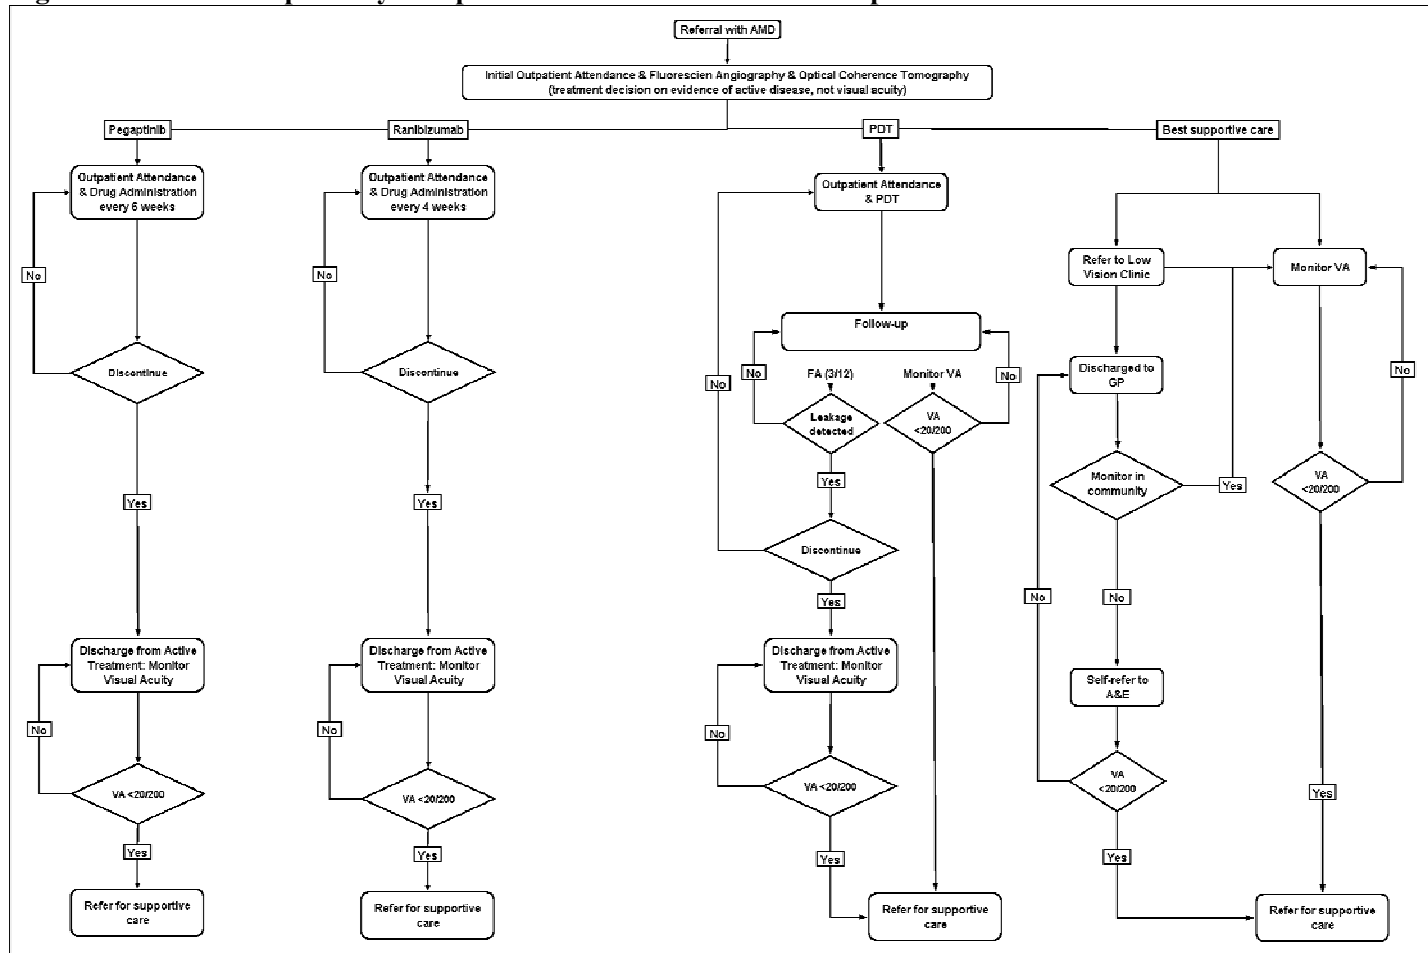 Referral with AMD
Initial Outpatient Attendance & Fluorescien Angiography & Optical Coherence Tomography
(treatment decision on evidence of active disease, not visual acuity)
Pegaptinib
Ranibizumab
PDT
Best supportive care
Outpatient Attendance
& Drug Administration
every 6 weeks
No
Discontinue
Yes
Discharge from Active
Treatment: Monitor
Visual Acuity
No
VA <20/200
Yes
Refer for supportive
care
Outpatient Attendance
& Drug Administration
every 4 weeks
No
Discontinue
Yes
Discharge from Active
Treatment: Monitor
Visual Acuity
No
VA <20/200
Yes
Refer for supportive
care
Outpatient Attendance
& PDT
Follow-up
No
FA (3/12)
Monitor VA
No
No
Leakage
detected
VA
<20/200
Yes
Discontinue
Yes
Discharge from Active
Treatment: Monitor
Visual Acuity
No
VA <20/200
Yes
Refer for supportive
care
Refer to Low
Vision Clinic
Monitor VA
Discharged to
GP
No
Monitor in
community
Yes
VA
<20/200
No
No
Self-refer to
A&E
VA
<20/200
Yes
Yes
Refer for supportive
care